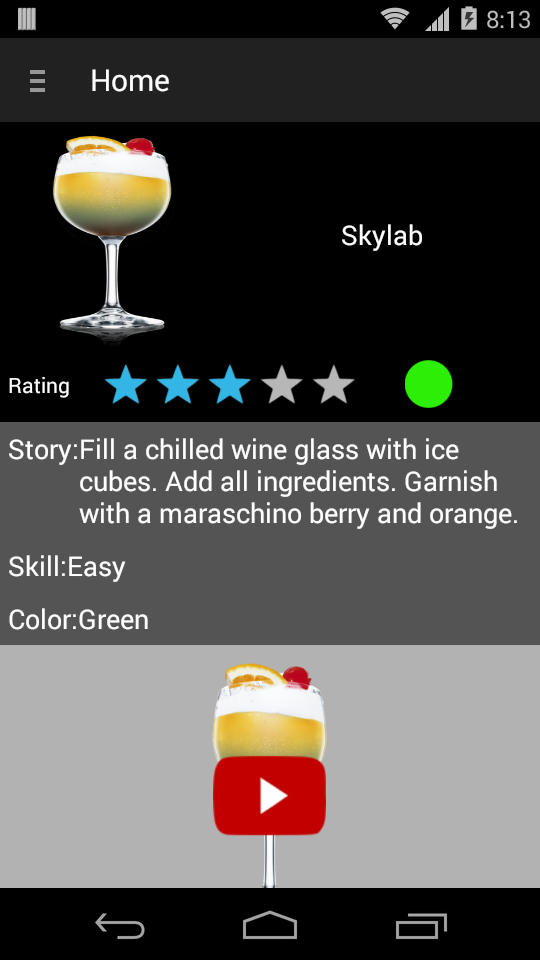 8:13
Home
Skylab
Rating
Story:Fill a chilled wine glass with ice
cubes. Add all ingredients. Garnish
with a maraschino berry and orange.
Skill:Easy
Color:Green